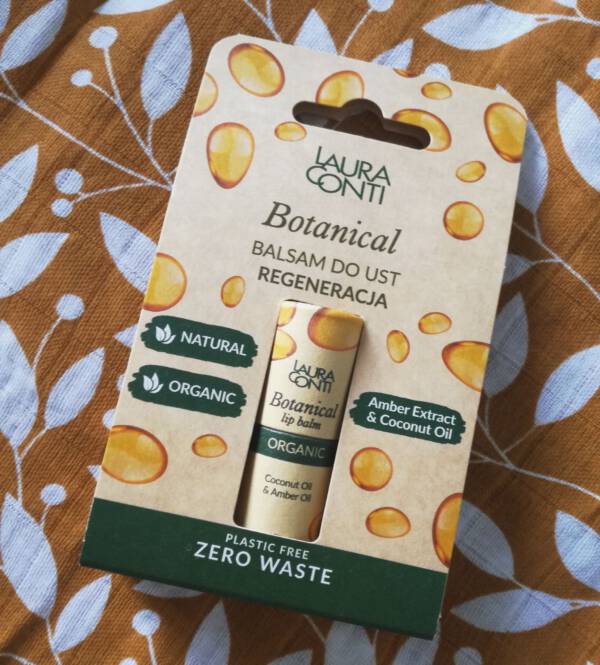 LAURA
CONTI
Botanical
BALSAM DO UST
REGENERACJA
NATURAL
ORGANIC
LAURA
CONTI
Botanical
lip balm
ORGANIC
Coconut Oil
& Amber Oil
Amber Extract
& Coconut Oil
PLASTIC FREE
ZERO WASTE